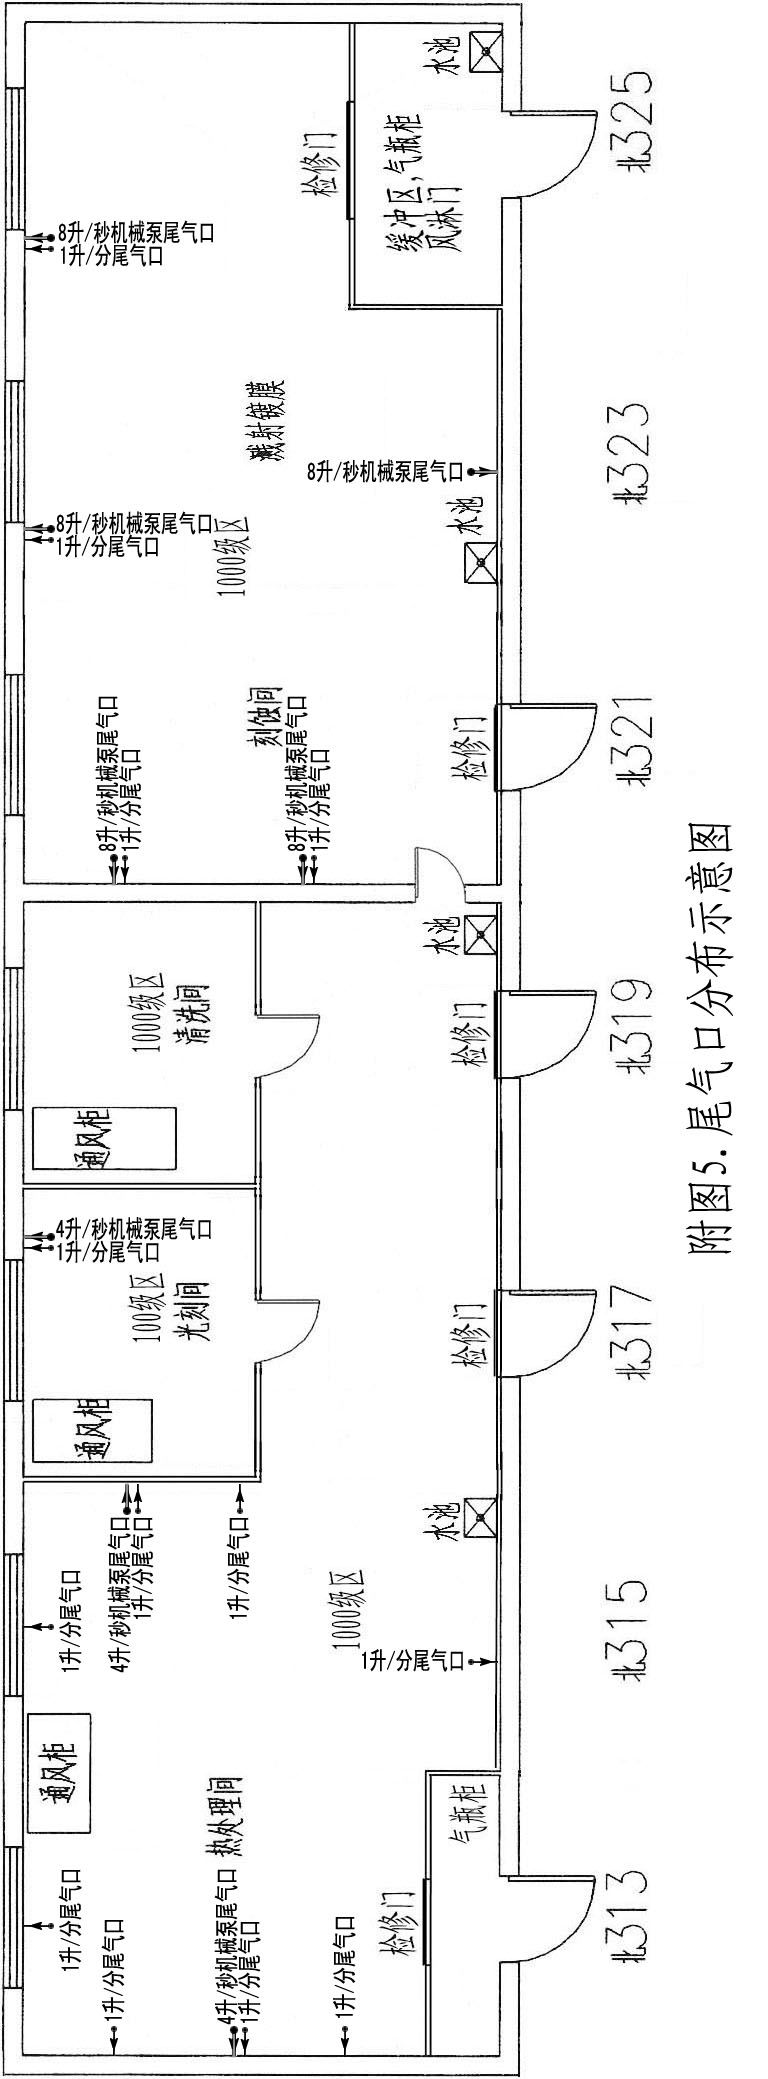 水池
检修门
缓冲区,气瓶柜
风淋门
北325
8升/秒机械泵尾气口
1升/分尾气口
溅射镀膜
8升/秒机械泵尾气口
北323
水池
8升/秒机械泵尾气口
1升/分尾气口
1000级区
刻蚀间
8升/秒机械泵尾气口
1升/分尾气口
8升/秒机械泵尾气口
1升/分尾气口
检修门
北321
水池
1000级区
清洗间
检修门
北319
通风柜
4升/秒机械泵尾气口
1升/分尾气口
100级区
光刻间
检修门
北317
通风柜
水池
4升/秒机械泵尾气口
1升/分尾气口
1升/分尾气口
1升/分尾气口
1000级区
1升/分尾气口
北315
通风柜
热处理间
气瓶柜
检修门
北313
1升/分尾气口
1升/分尾气口
4升/秒机械泵尾气口
1升/分尾气口
1升/分尾气口
附图5.尾气口分布示意图